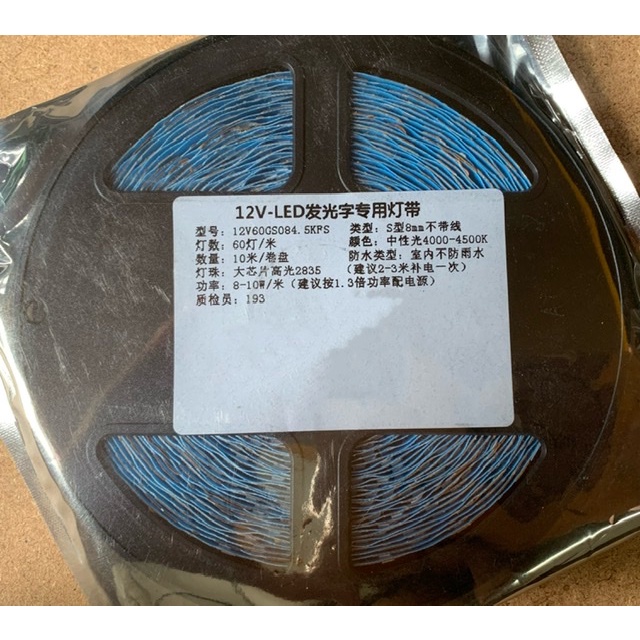 12V-LED发光字专用灯带
型号：12V60GS084.5KFS 类型：S型8mm不带线
灯数：60灯/米 颜色：中性光4000-4500K
数量：10米/卷盘 防水类型：室内不防雨水
灯珠：大芯片高光2835 （建议2-3米补电一次）
功率：8-10W/米（建议按1.3倍功率配电源）
质检员：193